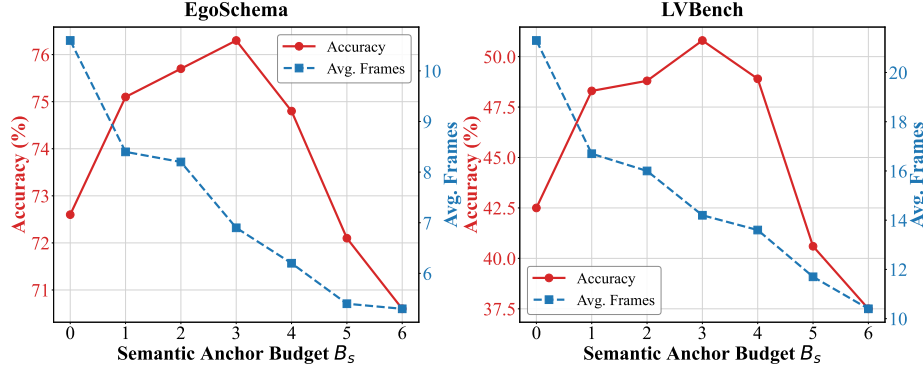 EgoSchema
76
75
74
73
72
71
Accuracy (%)
10
9
8
7
6
Avg. Frames
Accuracy
Avg. Frames
0 1 2 3 4 5 6
Semantic Anchor Budget Bs
LVBench
50.0
47.5
45.0
42.5
40.0
37.5
Accuracy (%)
20
18
16
14
12
10
Avg. Frames
Accuracy
Avg. Frames
0 1 2 3 4 5 6
Semantic Anchor Budget Bs